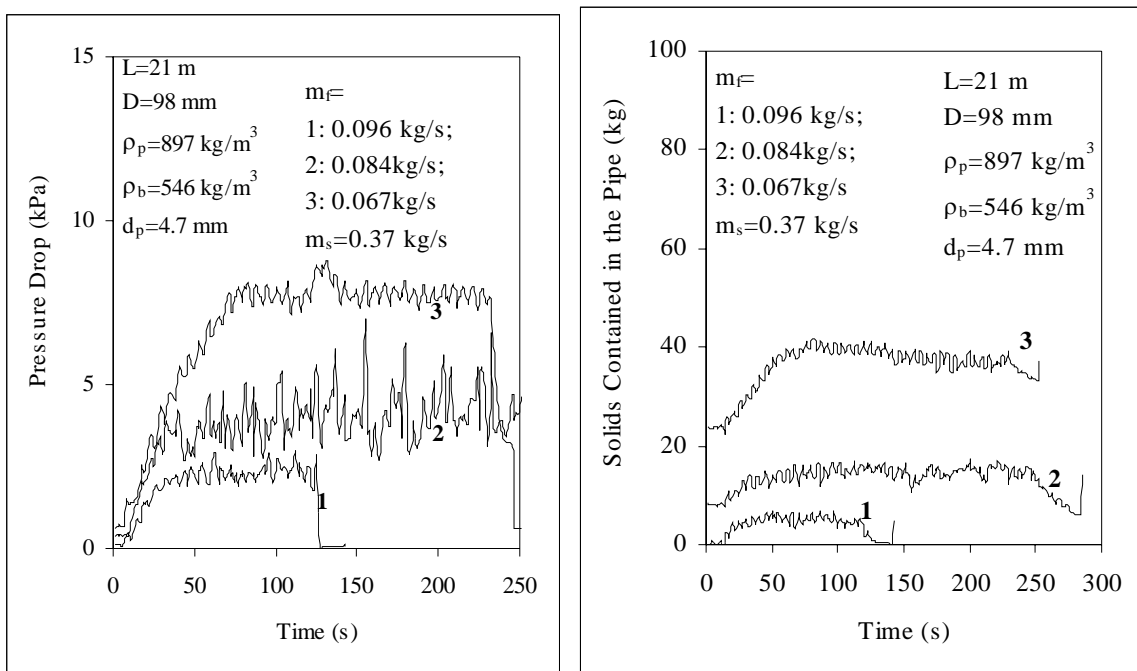 Pressure Drop (kPa)
15
10
5
0
L=21 m
D=98 mm
ρp=897 kg/m³
ρb=546 kg/m³
dp=4.7 mm
mf=
1: 0.096 kg/s;
2: 0.084kg/s;
3: 0.067kg/s
ms=0.37 kg/s
3
2
1
0 50 100 150 200 250
Time (s)
Solids Contained in the Pipe (kg)
100
80
60
40
20
0
mf=
1: 0.096 kg/s;
2: 0.084kg/s;
3: 0.067kg/s
ms=0.37 kg/s
L=21 m
D=98 mm
ρp=897 kg/m³
ρb=546 kg/m³
dp=4.7 mm
3
2
1
0 50 100 150 200 250 300
Time (s)